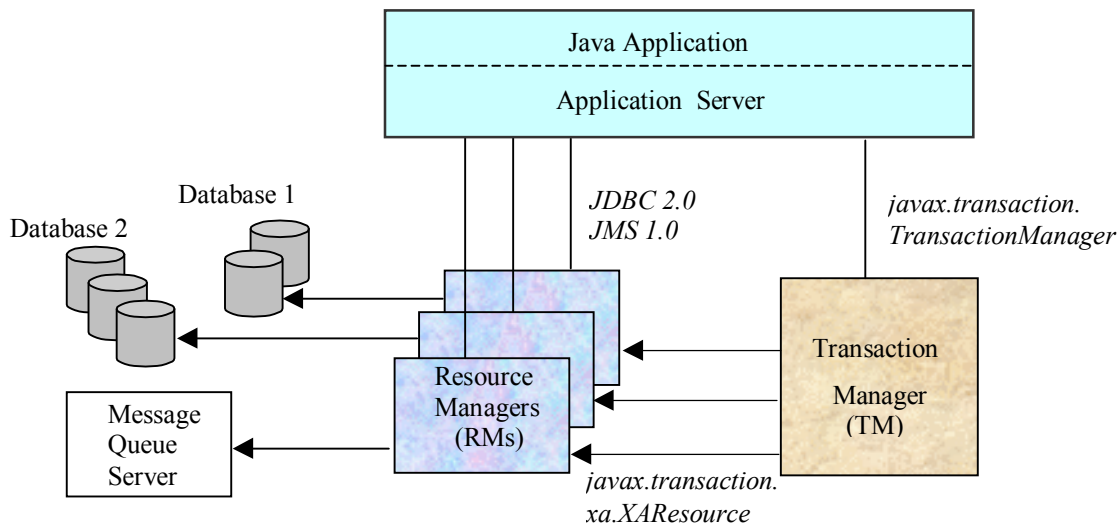 Java Application
Application Server
Database 1
Database 2
JDBC 2.0
JMS 1.0
javax.transaction.
TransactionManager
Resource
Managers
(RMs)
Transaction
Manager
(TM)
Message
Queue
Server
javax.transaction.
xa.XAResource